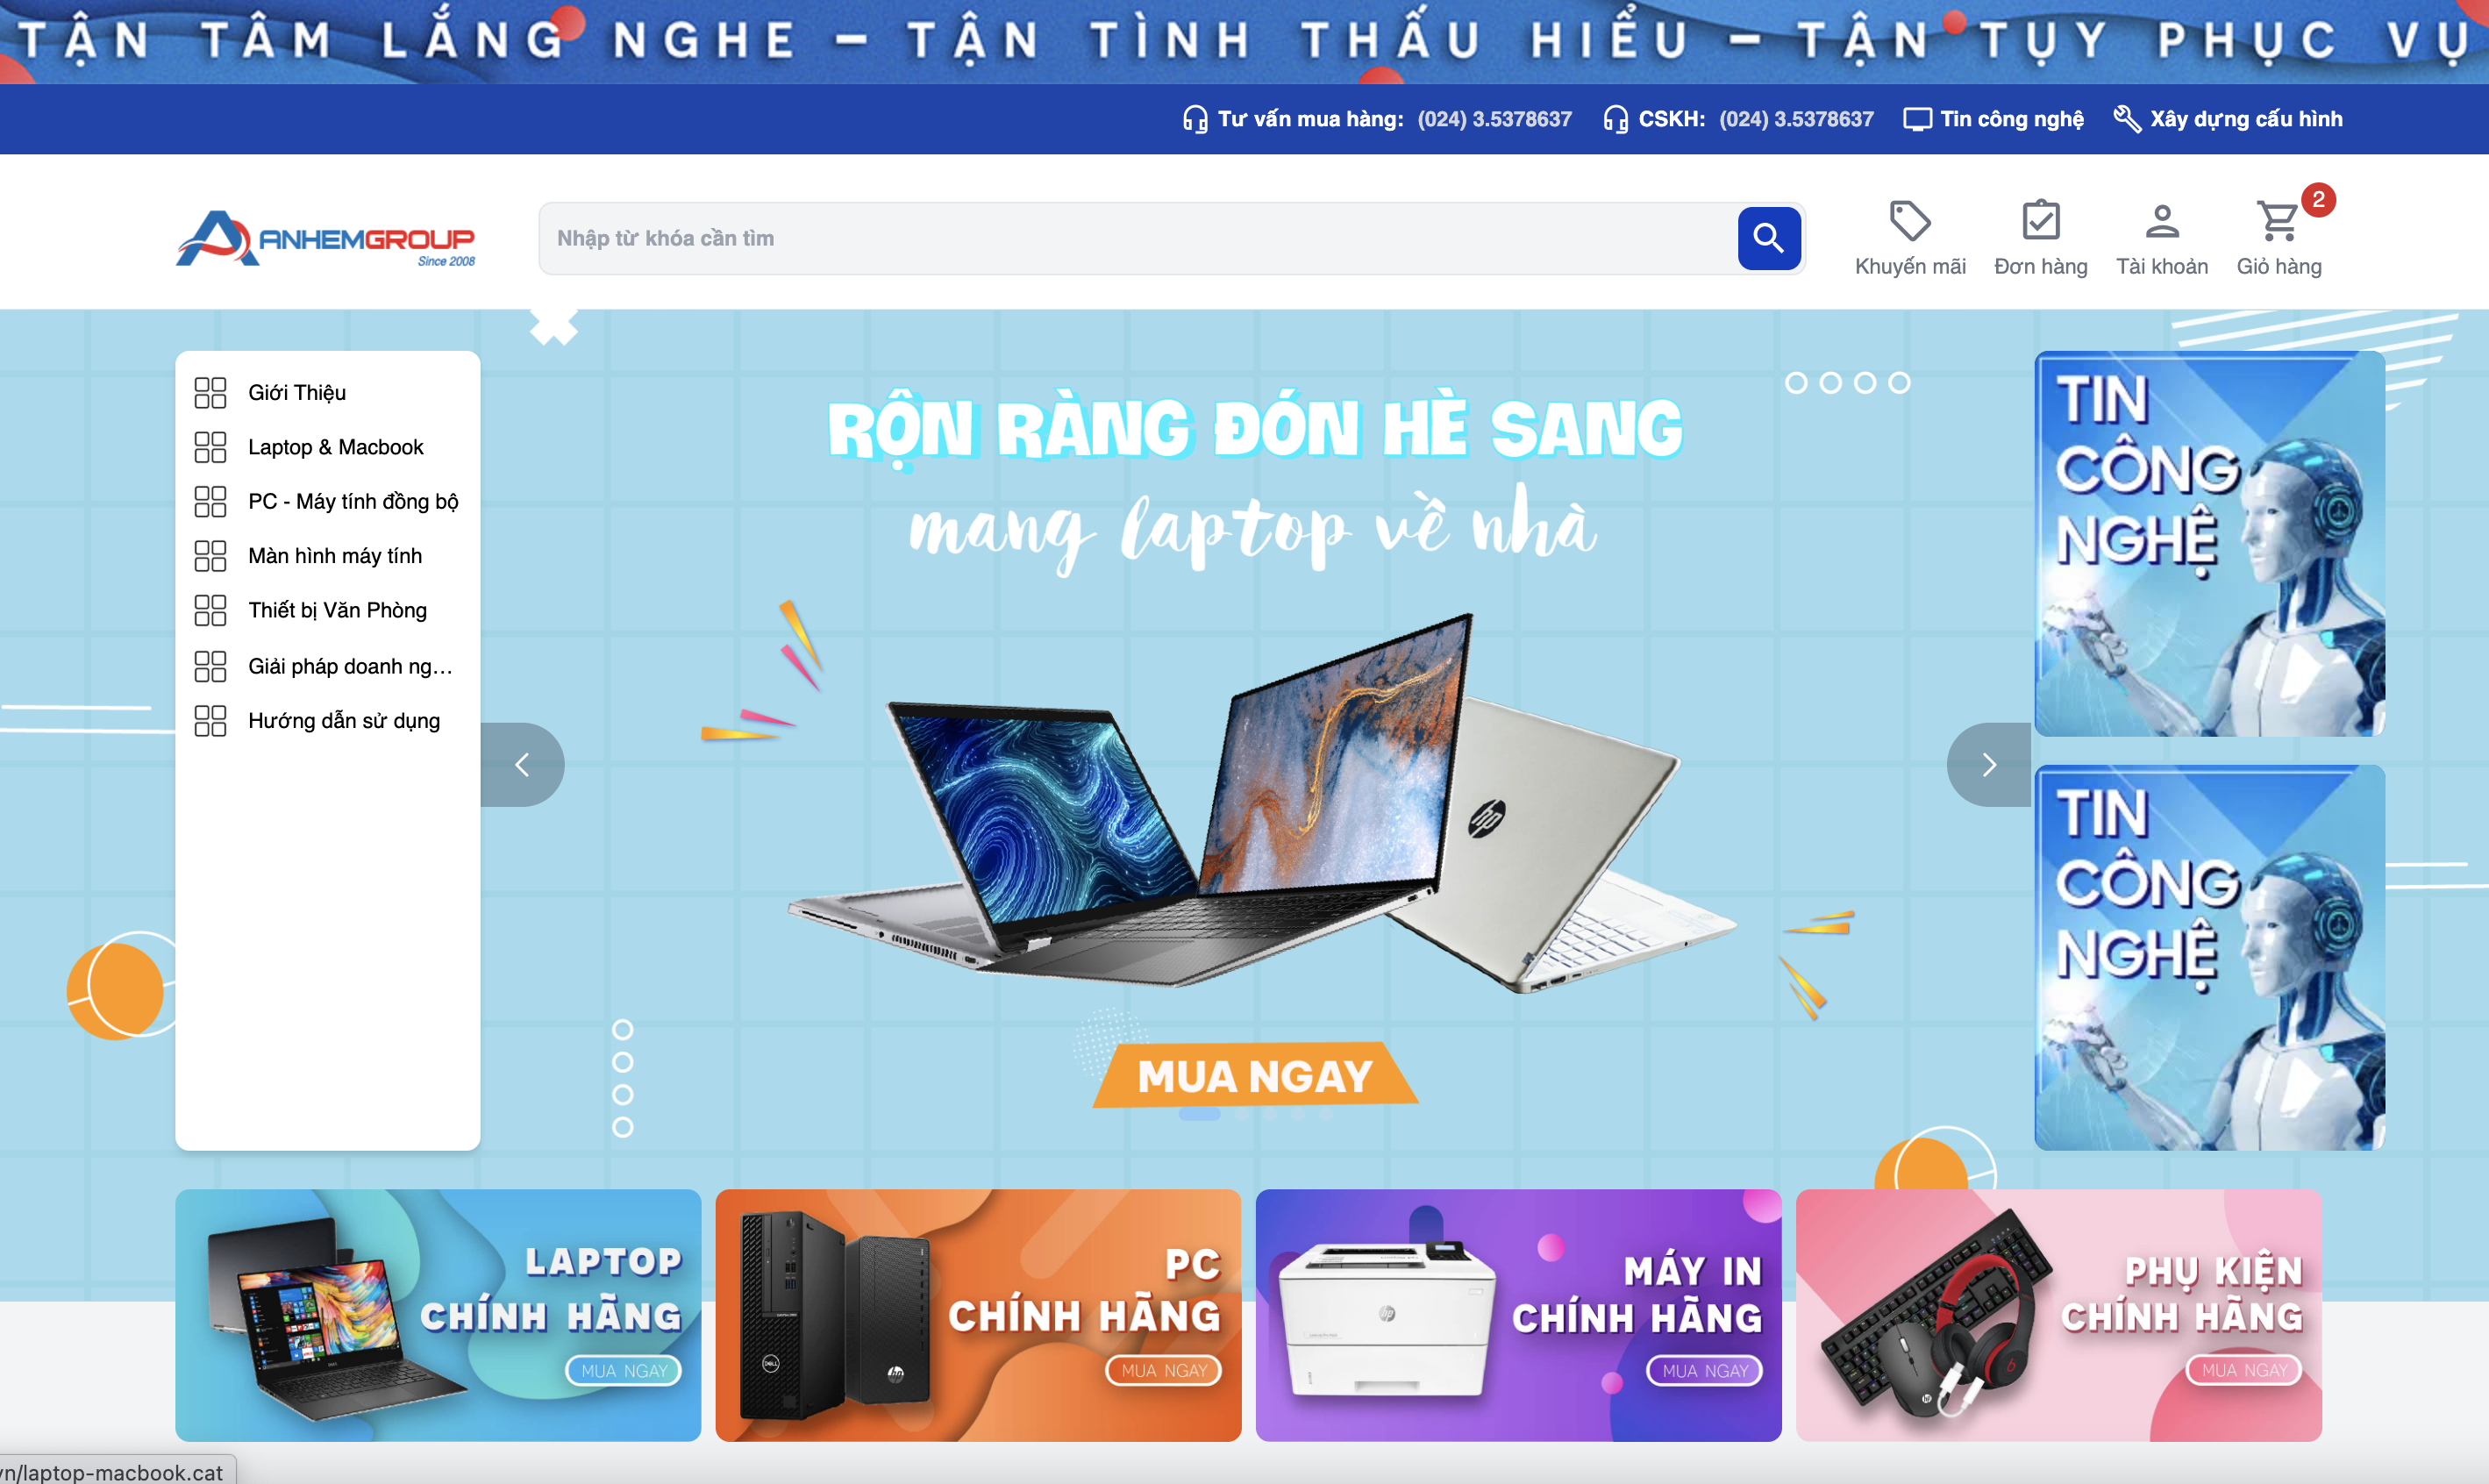 TẬN TÂM LẮNG NGHE – TẬN TÌNH THẤU HIỂU – TẬN TỤY PHỤC VỤ
Tư vấn mua hàng: (024) 3.5378637 CSKH: (024) 3.5378637 Tin công nghệ Xây dựng cấu hình
ANHEMGROUP
Since 2008
Nhập từ khóa cần tìm
2
Khuyến mãi Đơn hàng Tài khoản Giỏ hàng
Giới Thiệu
Laptop & Macbook
PC - Máy tính đồng bộ
Màn hình máy tính
Thiết bị Văn Phòng
Giải pháp doanh ng...
Hướng dẫn sử dụng
RỘN RÀNG ĐÓN HÈ SANG
mang laptop về nhà
hp
MUA NGAY
TIN
CÔNG
NGHỆ
TIN
CÔNG
NGHỆ
LAPTOP
CHÍNH HÃNG
MUA NGAY
PC
CHÍNH HÃNG
MUA NGAY
DELL
hp
MÁY IN
CHÍNH HÃNG
MUA NGAY
hp
PHỤ KIỆN
CHÍNH HÃNG
MUA NGAY
vn/laptop-macbook.cat